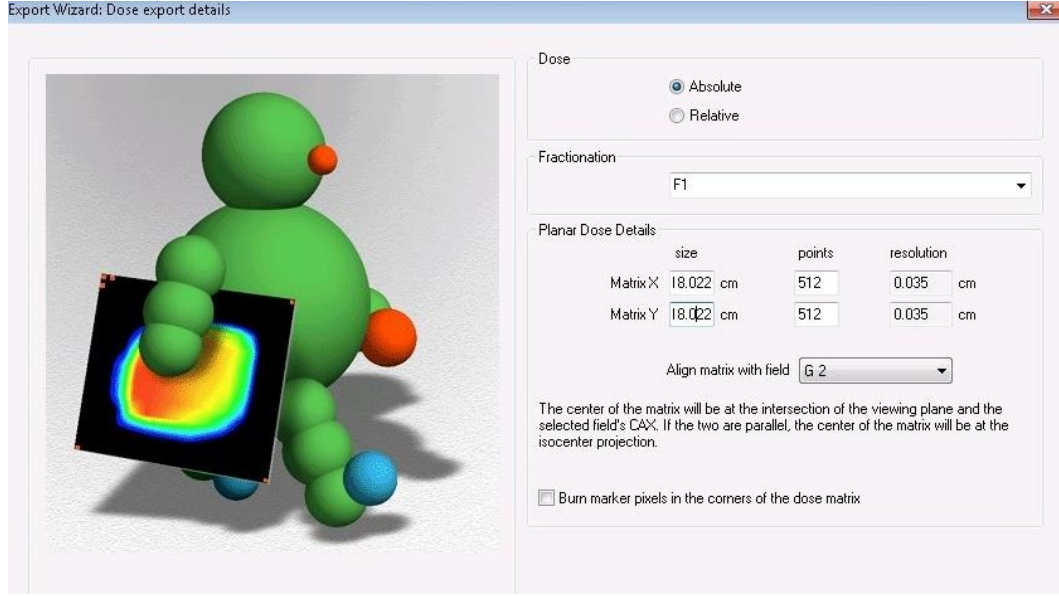 Export Wizard: Dose export details
Dose
Absolute
Relative
Fractionation
F1
Planar Dose Details
size points resolution
Matrix X 18.022 cm 512 0.035 cm
Matrix Y 18.022 cm 512 0.035 cm
Align matrix with field G 2
The center of the matrix will be at the intersection of the viewing plane and the
selected field's CAX. If the two are parallel, the center of the matrix will be at the
isocenter projection.
Burn marker pixels in the corners of the dose matrix